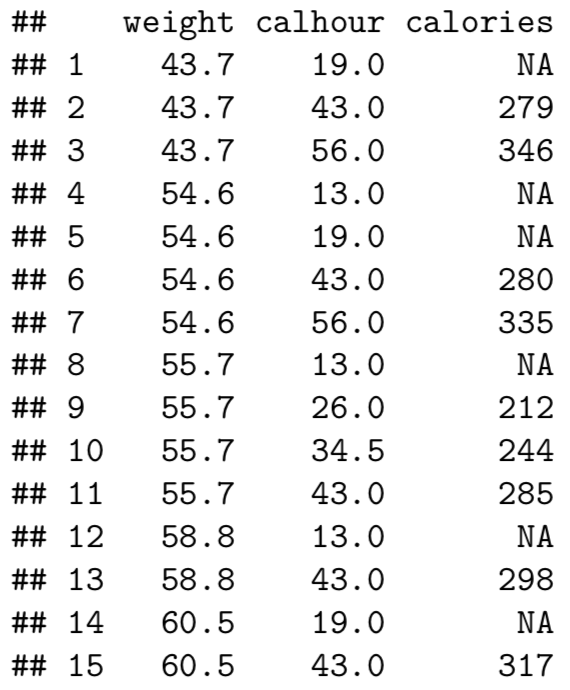 ##    weight calhour calories
## 1    43.7    19.0       NA
## 2    43.7    43.0      279
## 3    43.7    56.0      346
## 4    54.6    13.0       NA
## 5    54.6    19.0       NA
## 6    54.6    43.0      280
## 7    54.6    56.0      335
## 8    55.7    13.0       NA
## 9    55.7    26.0      212
## 10   55.7    34.5      244
## 11   55.7    43.0      285
## 12   58.8    13.0       NA
## 13   58.8    43.0      298
## 14   60.5    19.0       NA
## 15   60.5    43.0      317